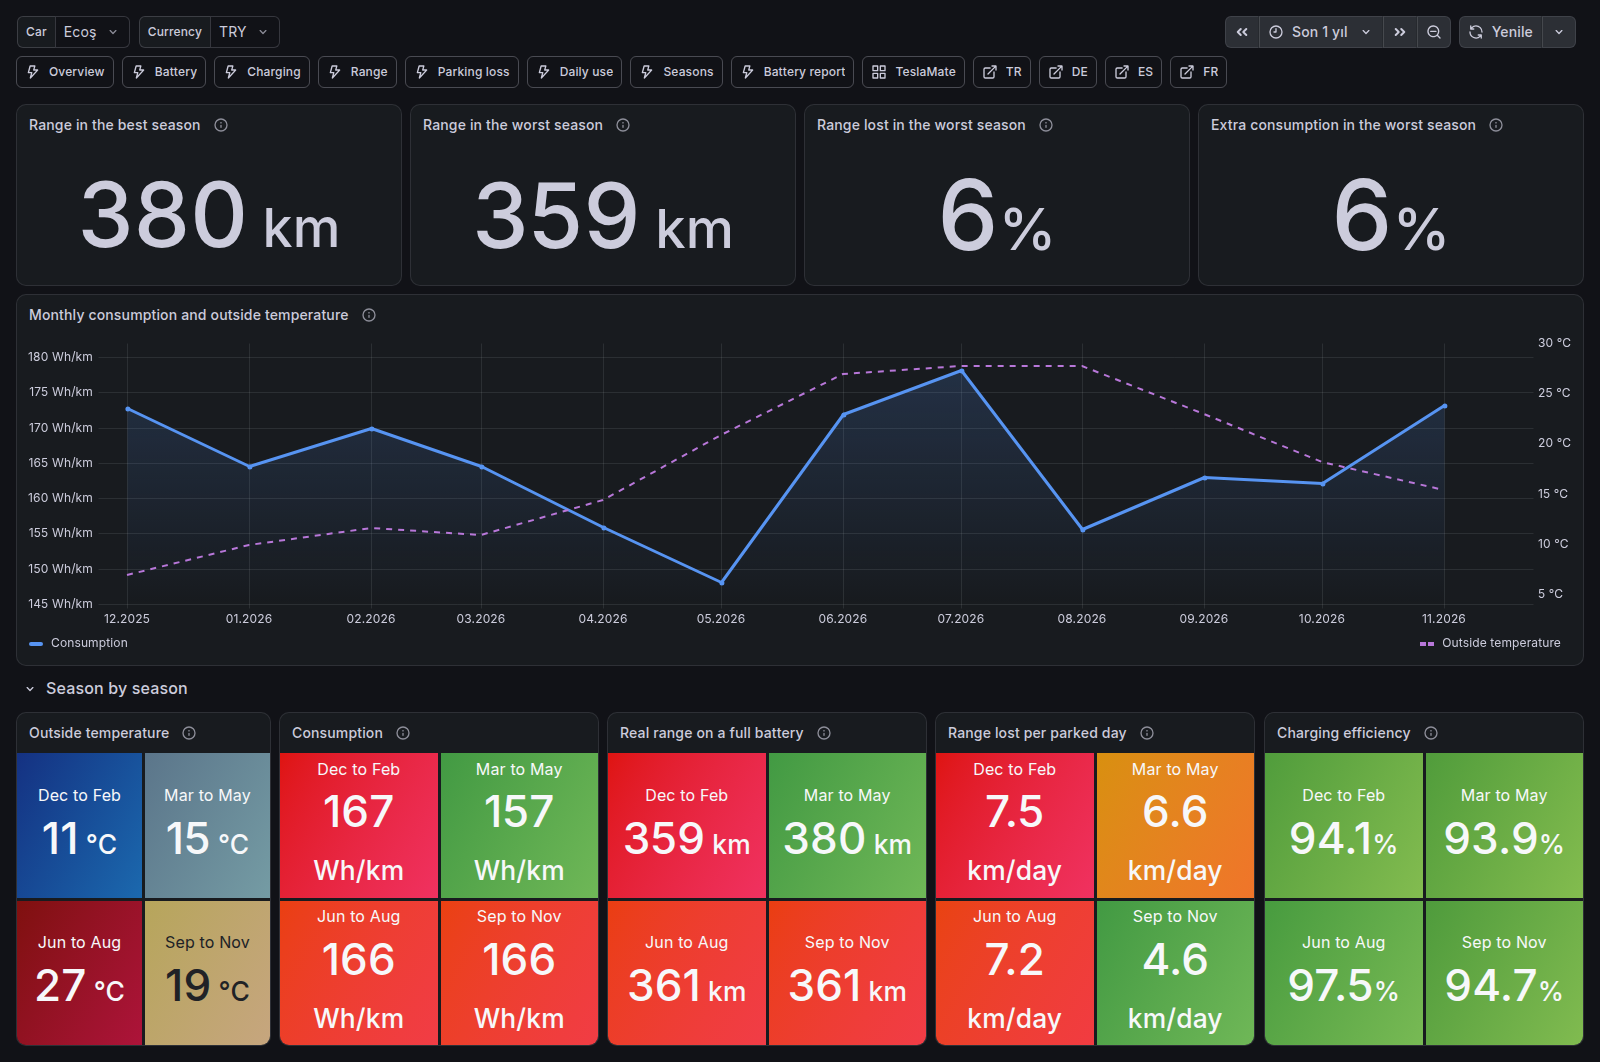 Car Ecoş Currency TRY Son 1 yıl Yenile
Overview Battery Charging Range Parking loss Daily use Seasons Battery report TeslaMate TR DE ES FR
Range in the best season
380 km
Range in the worst season
359 km
Range lost in the worst season
6%
Extra consumption in the worst season
6%
Monthly consumption and outside temperature
180 Wh/km
175 Wh/km
170 Wh/km
165 Wh/km
160 Wh/km
155 Wh/km
150 Wh/km
145 Wh/km
30 °C
25 °C
20 °C
15 °C
10 °C
5 °C
12.2025 01.2026 02.2026 03.2026 04.2026 05.2026 06.2026 07.2026 08.2026 09.2026 10.2026 11.2026
Consumption Outside temperature
Season by season
Outside temperature
Dec to Feb
11 °C
Mar to May
15 °C
Jun to Aug
27 °C
Sep to Nov
19 °C
Consumption
Dec to Feb
167
Wh/km
Mar to May
157
Wh/km
Jun to Aug
166
Wh/km
Sep to Nov
166
Wh/km
Real range on a full battery
Dec to Feb
359 km
Mar to May
380 km
Jun to Aug
361 km
Sep to Nov
361 km
Range lost per parked day
Dec to Feb
7.5
km/day
Mar to May
6.6
km/day
Jun to Aug
7.2
km/day
Sep to Nov
4.6
km/day
Charging efficiency
Dec to Feb
94.1%
Mar to May
93.9%
Jun to Aug
97.5%
Sep to Nov
94.7%